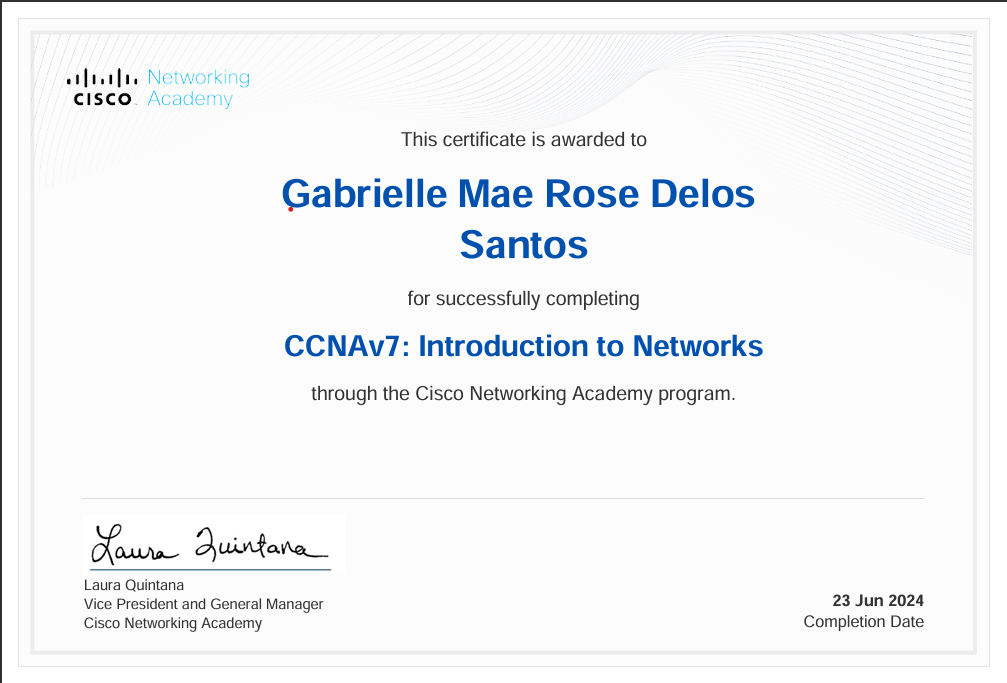 CISCO Networking
Academy
This certificate is awarded to
Gabrielle Mae Rose Delos
Santos
for successfully completing
CCNAv7: Introduction to Networks
through the Cisco Networking Academy program.
Laura Quintana
Laura Quintana
Vice President and General Manager
Cisco Networking Academy
23 Jun 2024
Completion Date